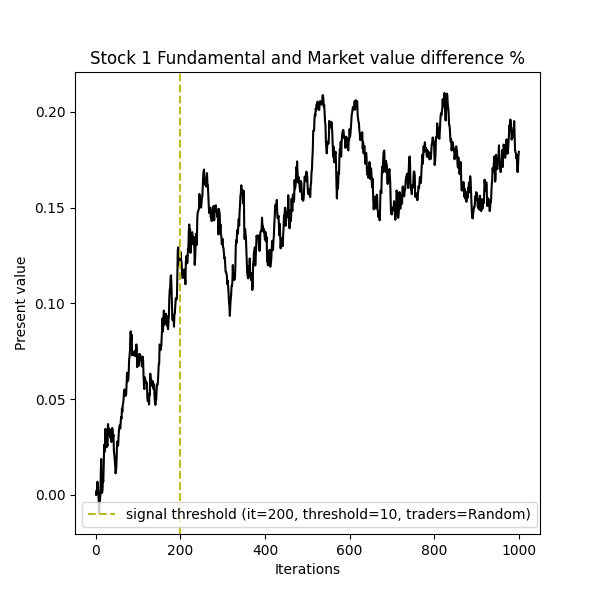 Stock 1 Fundamental and Market value difference %
Present value
0.20
0.15
0.10
0.05
0.00
signal threshold (it=200, threshold=10, traders=Random)
0 200 400 600 800 1000
Iterations